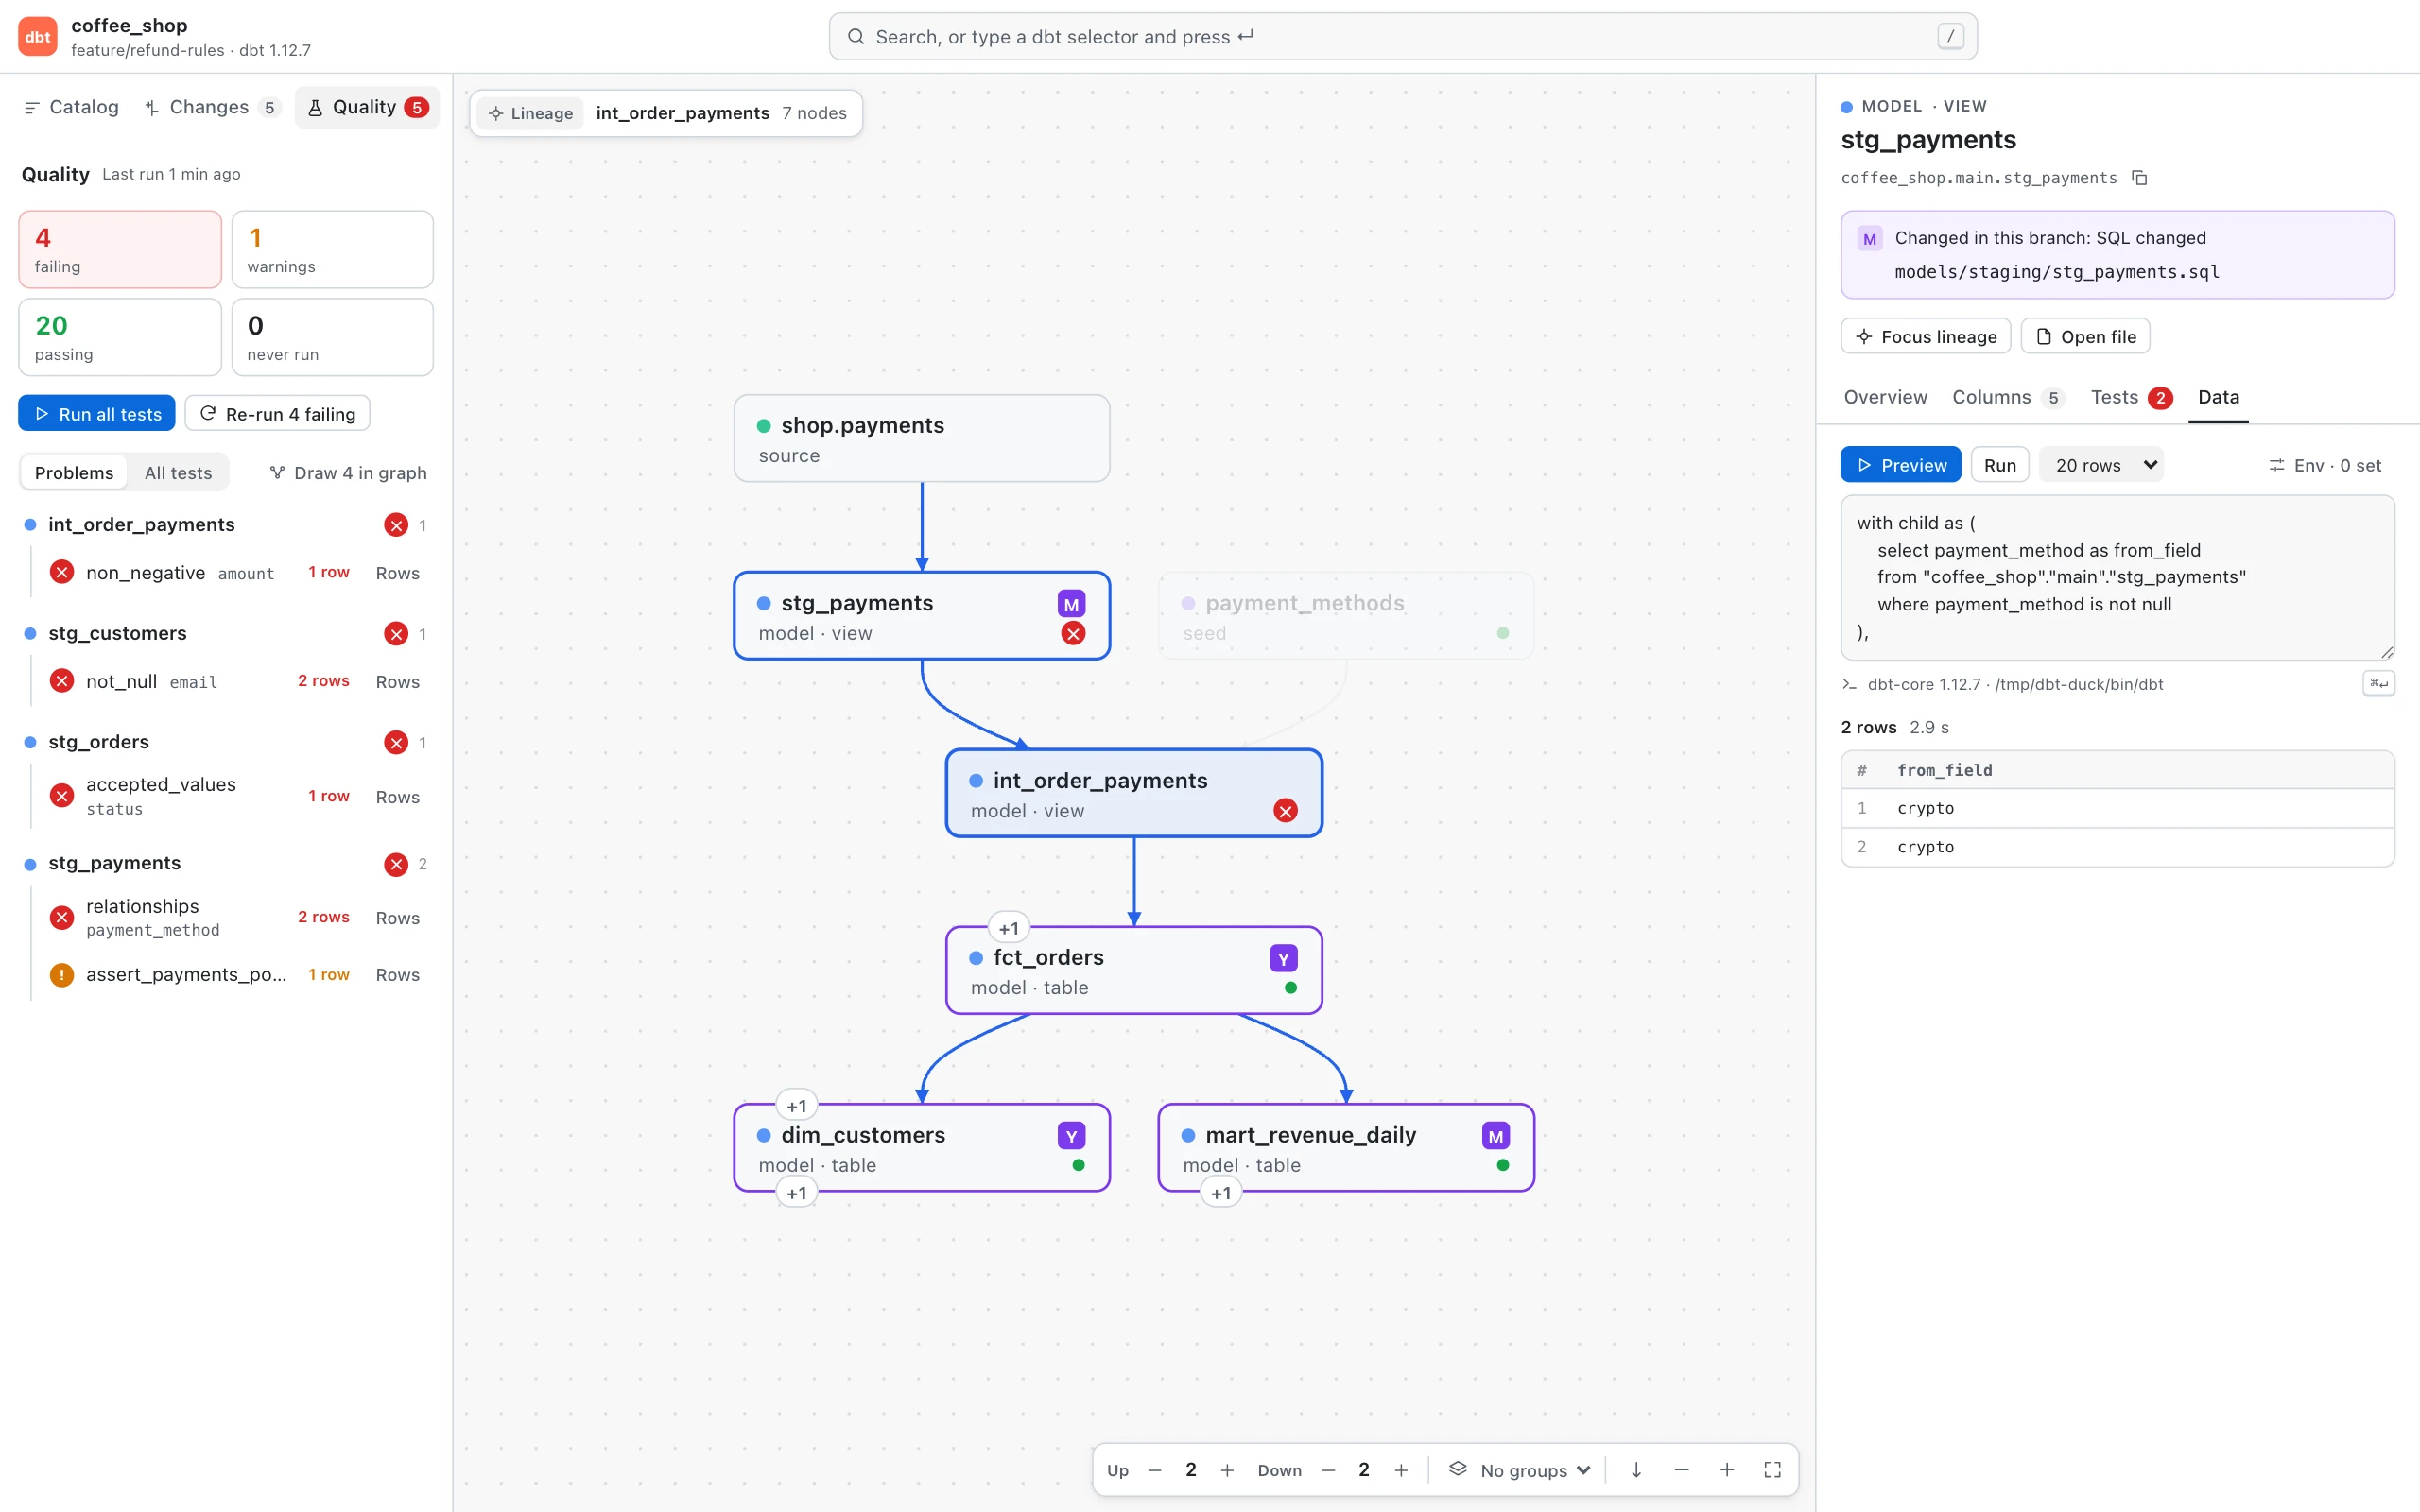 dbt
coffee_shop
feature/refund-rules · dbt 1.12.7
Search, or type a dbt selector and press ↵
/
Catalog
Changes 5
Quality 5
Quality Last run 1 min ago
4
failing
1
warnings
20
passing
0
never run
Run all tests
Re-run 4 failing
Problems
All tests
Draw 4 in graph
int_order_payments 1
non_negative amount 1 row Rows
stg_customers 1
not_null email 2 rows Rows
stg_orders 1
accepted_values
status
1 row Rows
stg_payments 2
relationships
payment_method
2 rows Rows
! assert_payments_po... 1 row Rows
Lineage int_order_payments 7 nodes
shop.payments
source
stg_payments M
model · view
payment_methods
seed
int_order_payments
model · view
+1
fct_orders Y
model · table
+1
dim_customers Y
model · table
+1
mart_revenue_daily M
model · table
+1
Up − 2 + Down − 2 + No groups ↓ − +
MODEL · VIEW
stg_payments
coffee_shop.main.stg_payments
M Changed in this branch: SQL changed
models/staging/stg_payments.sql
Focus lineage
Open file
Overview
Columns 5
Tests 2
Data
Preview
Run
20 rows
Env · 0 set
with child as (
select payment_method as from_field
from "coffee_shop"."main"."stg_payments"
where payment_method is not null
),
dbt-core 1.12.7 · /tmp/dbt-duck/bin/dbt ⌘↵
2 rows 2.9 s
# from_field
1 crypto
2 crypto